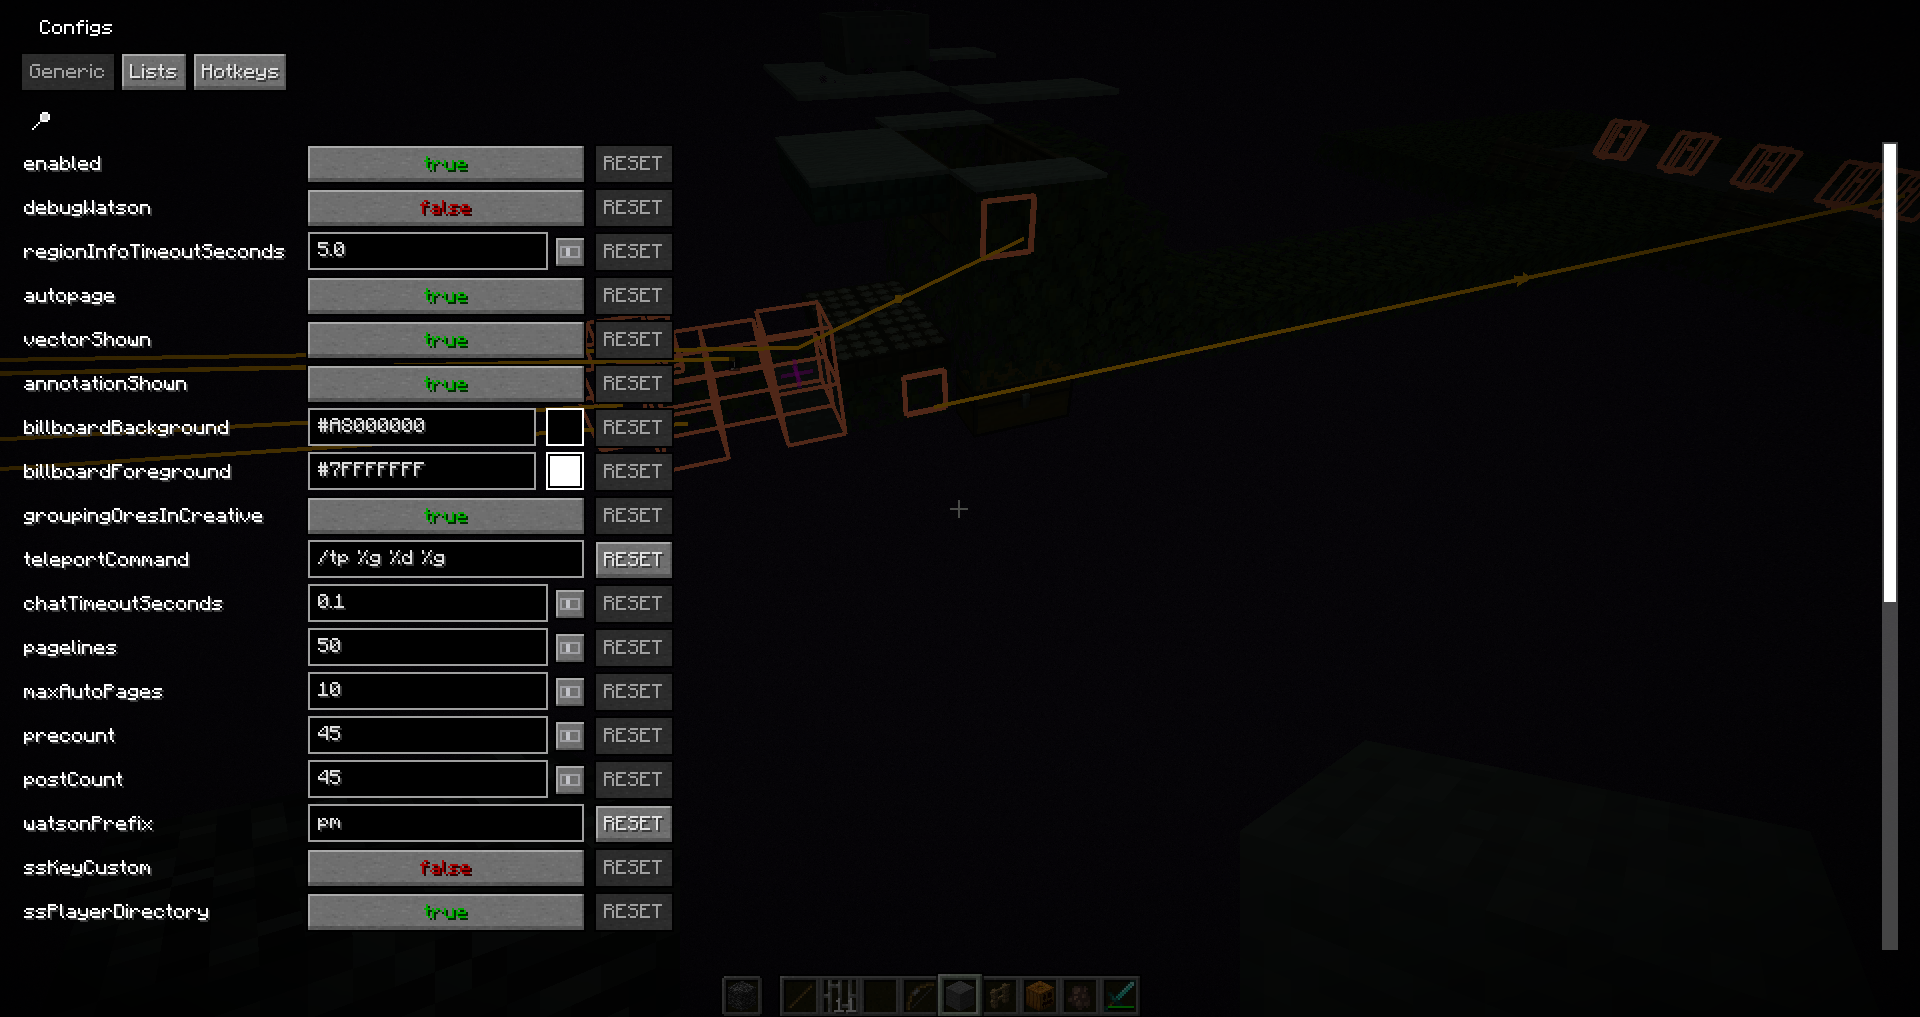 Configs
Generic Lists Hotkeys
enabled true RESET
debugWatson false RESET
regionInfoTimeoutSeconds 5.0 RESET
autopage true RESET
vectorShown true RESET
annotationShown true RESET
billboardBackground #A8000000 RESET
billboardForeground #7FFFFFFF RESET
groupingOresInCreative true RESET
teleportCommand /tp %g %d %g RESET
chatTimeoutSeconds 0.1 RESET
pagelines 50 RESET
maxAutoPages 10 RESET
precount 45 RESET
postCount 45 RESET
watsonPrefix pm RESET
ssKeyCustom false RESET
ssPlayerDirectory true RESET
11